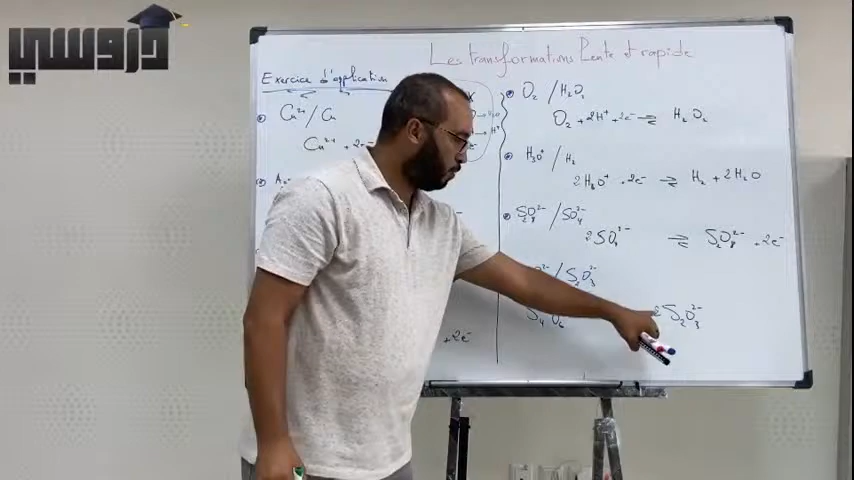 دروسي
Les transformations Lente et rapide
Exercice d'application
Cu²⁺/Cu
Cu²⁺ +
+2e⁻
O₂ /H₂O₂
O₂ +2H⁺ +2e⁻ ⇌ H₂O₂
H₃O⁺/H₂
2H₃O⁺ +2e⁻ ⇌ H₂ + 2H₂O
S₂O₈²⁻/SO₄²⁻
2SO₄²⁻ ⇌ S₂O₈²⁻ +2e⁻
/S₂O₃²⁻
S₄O₆ 2S₂O₃²⁻